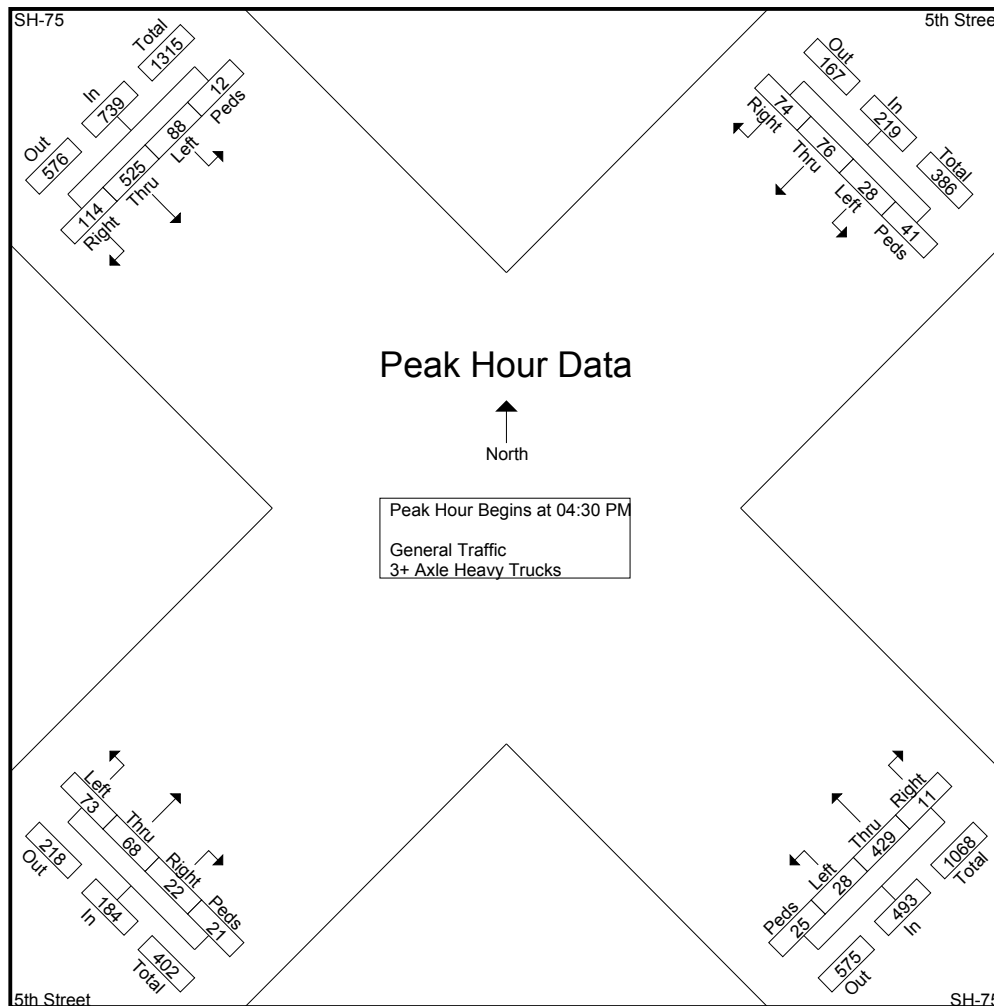 SH-75
Out
In
Total
576
739
1315
114
525
88
12
Right
Thru
Left
Peds
5th Stree
Out
In
Total
167
219
386
74
76
28
41
Right
Thru
Left
Peds
Peak Hour Data
North
Peak Hour Begins at 04:30 PM
General Traffic
3+ Axle Heavy Trucks
Left
Thru
Right
Peds
73
68
22
21
218
184
402
Out
In
Total
5th Street
Peds
Left
Thru
Right
25
28
429
11
575
493
1068
Out
In
Total
SH-75